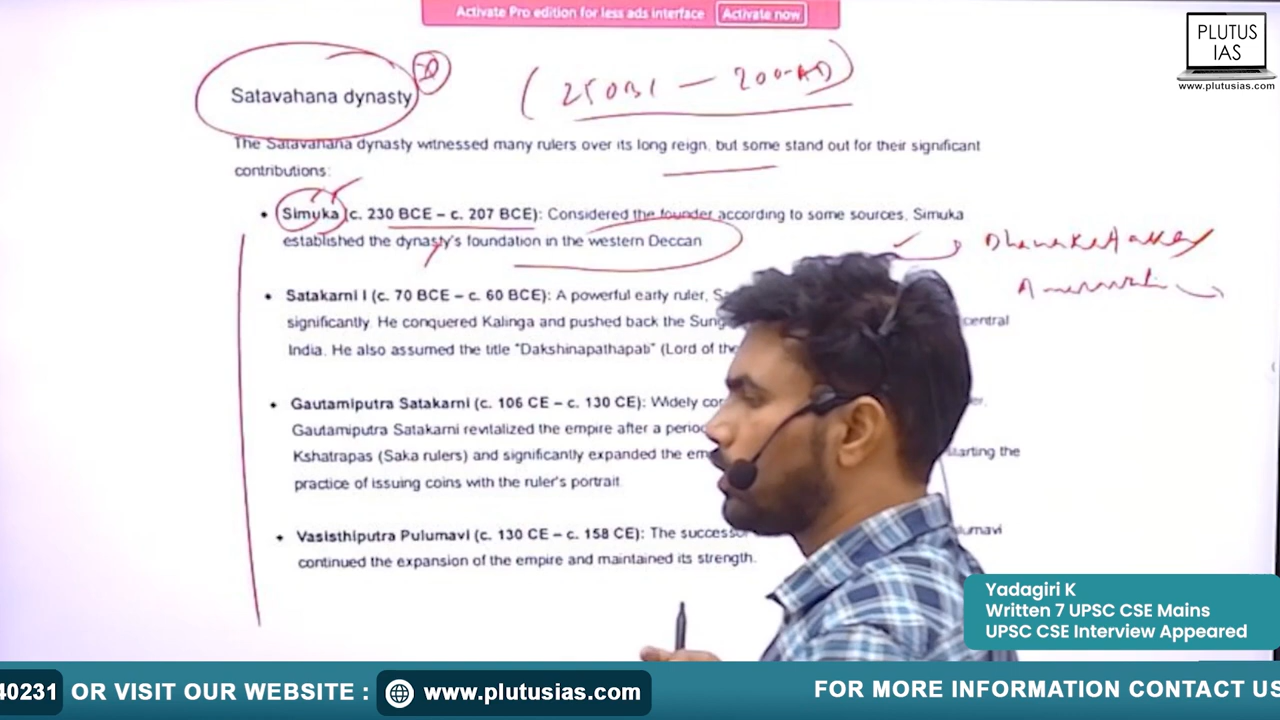 Activate Pro edition for less ads interface Activate now
PLUTUS
IAS
www.plutusias.com
Satavahana dynasty
(250BC — 200-AD)
The Satavahana dynasty witnessed many rulers over its long reign, but some stand out for their significant
contributions:
• Simuka (c. 230 BCE – c. 207 BCE): Considered the founder according to some sources, Simuka
established the dynasty's foundation in the western Deccan
• Satakarni I (c. 70 BCE – c. 60 BCE): A powerful early ruler,
significantly. He conquered Kalinga and pushed back the central
India. He also assumed the title "Dakshinapathapati" (Lord of the
• Gautamiputra Satakarni (c. 106 CE – c. 130 CE): Widely
Gautamiputra Satakarni revitalized the empire after a
Kshatrapas (Saka rulers) and significantly expanded the starting the
practice of issuing coins with the ruler's portrait.
• Vasisthiputra Pulumavi (c. 130 CE – c. 158 CE): The
continued the expansion of the empire and maintained its strength.
Yadagiri K
Written 7 UPSC CSE Mains
UPSC CSE Interview Appeared
40231 OR VISIT OUR WEBSITE : www.plutusias.com FOR MORE INFORMATION CONTACT US